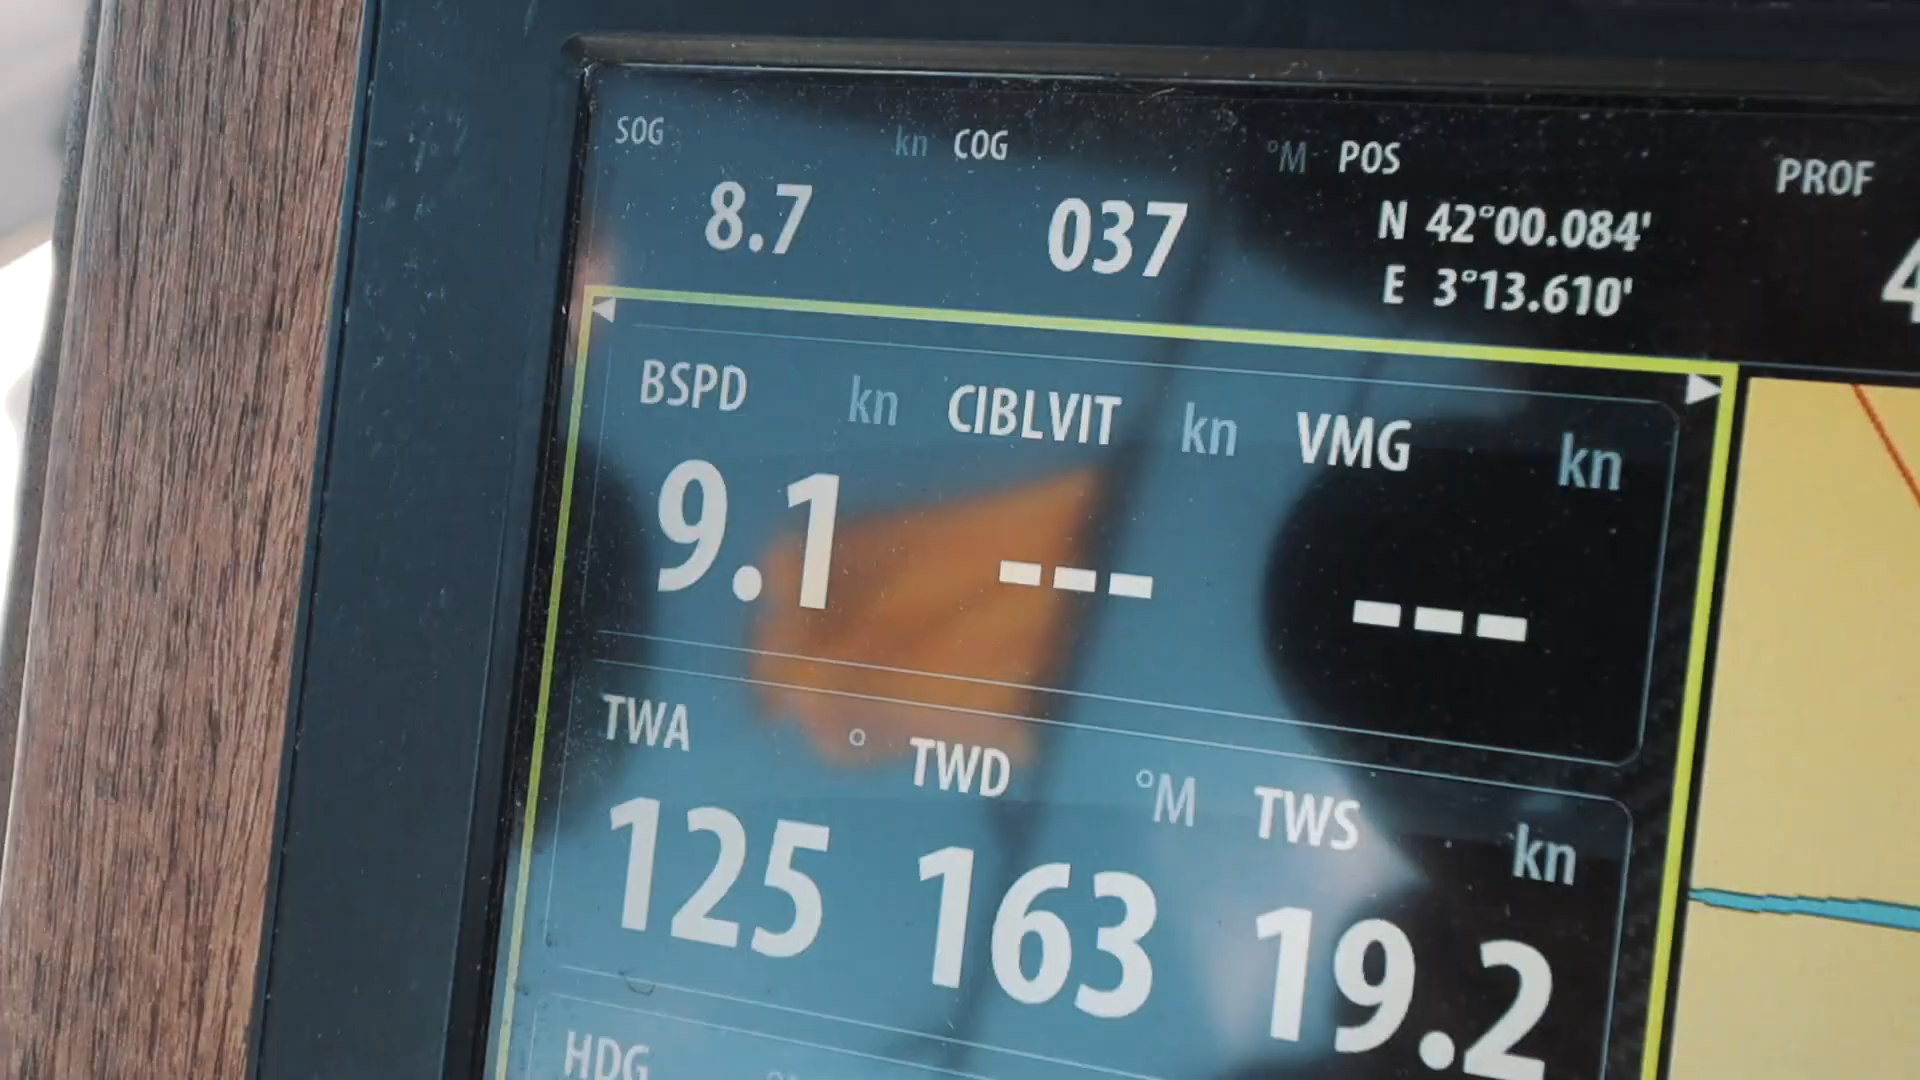 SOG kn COG °M POS PROF
8.7 037 N 42°00.084'
E 3°13.610'
BSPD kn CIBLVIT kn VMG kn
9.1 --- ---
TWA ° TWD °M TWS kn
125 163 19.2
HDG